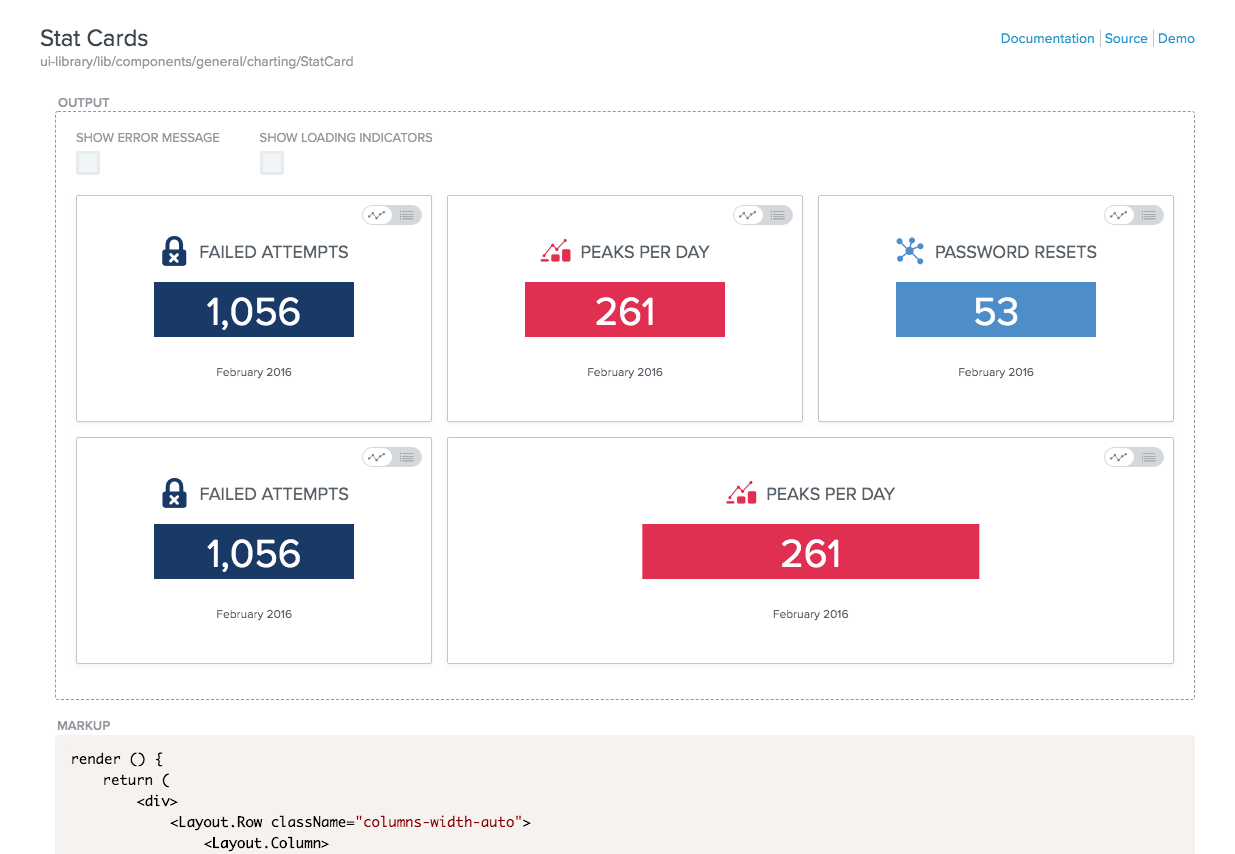 Stat Cards
Documentation Source Demo
ui-library/lib/components/general/charting/StatCard
OUTPUT
SHOW ERROR MESSAGE SHOW LOADING INDICATORS
FAILED ATTEMPTS
1,056
February 2016
PEAKS PER DAY
261
February 2016
PASSWORD RESETS
53
February 2016
FAILED ATTEMPTS
1,056
February 2016
PEAKS PER DAY
261
February 2016
MARKUP
render () {
    return (
        <div>
            <Layout.Row className="columns-width-auto">
                <Layout.Column>